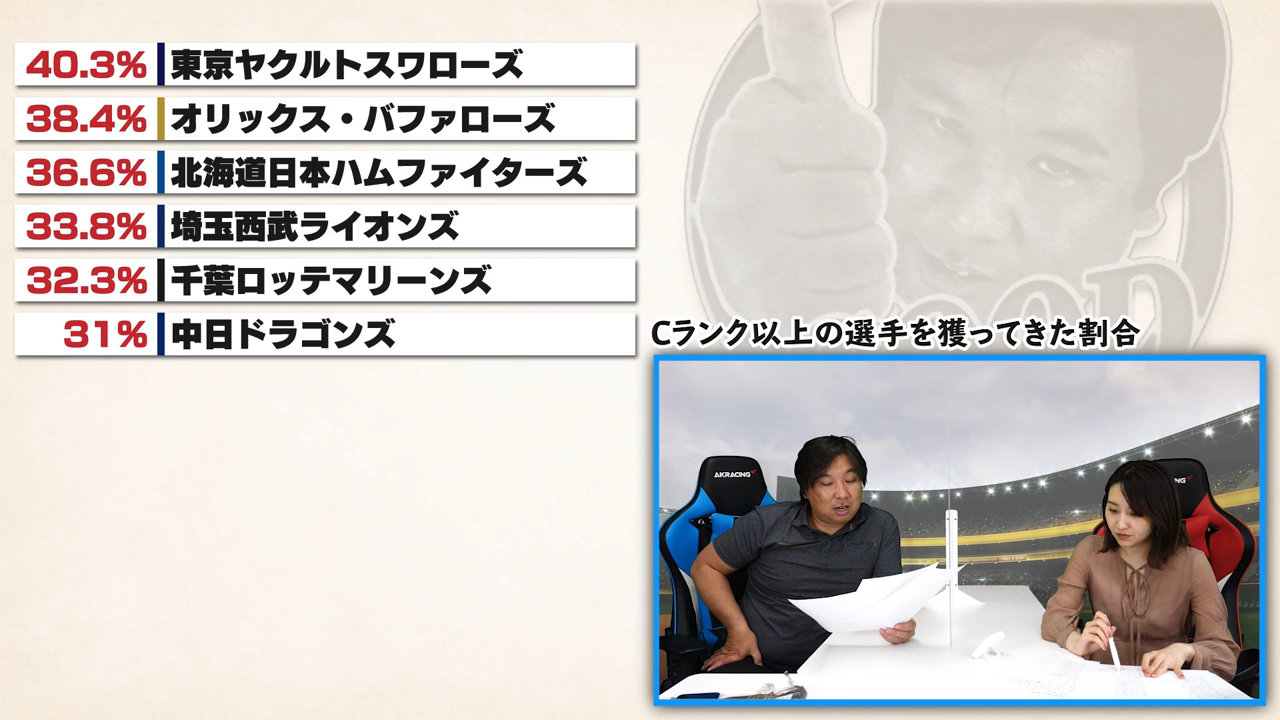 40.3% 東京ヤクルトスワローズ
38.4% オリックス・バファローズ
36.6% 北海道日本ハムファイターズ
33.8% 埼玉西武ライオンズ
32.3% 千葉ロッテマリーンズ
31% 中日ドラゴンズ
GOOD
Cランク以上の選手を獲ってきた割合
AKRACING
NG